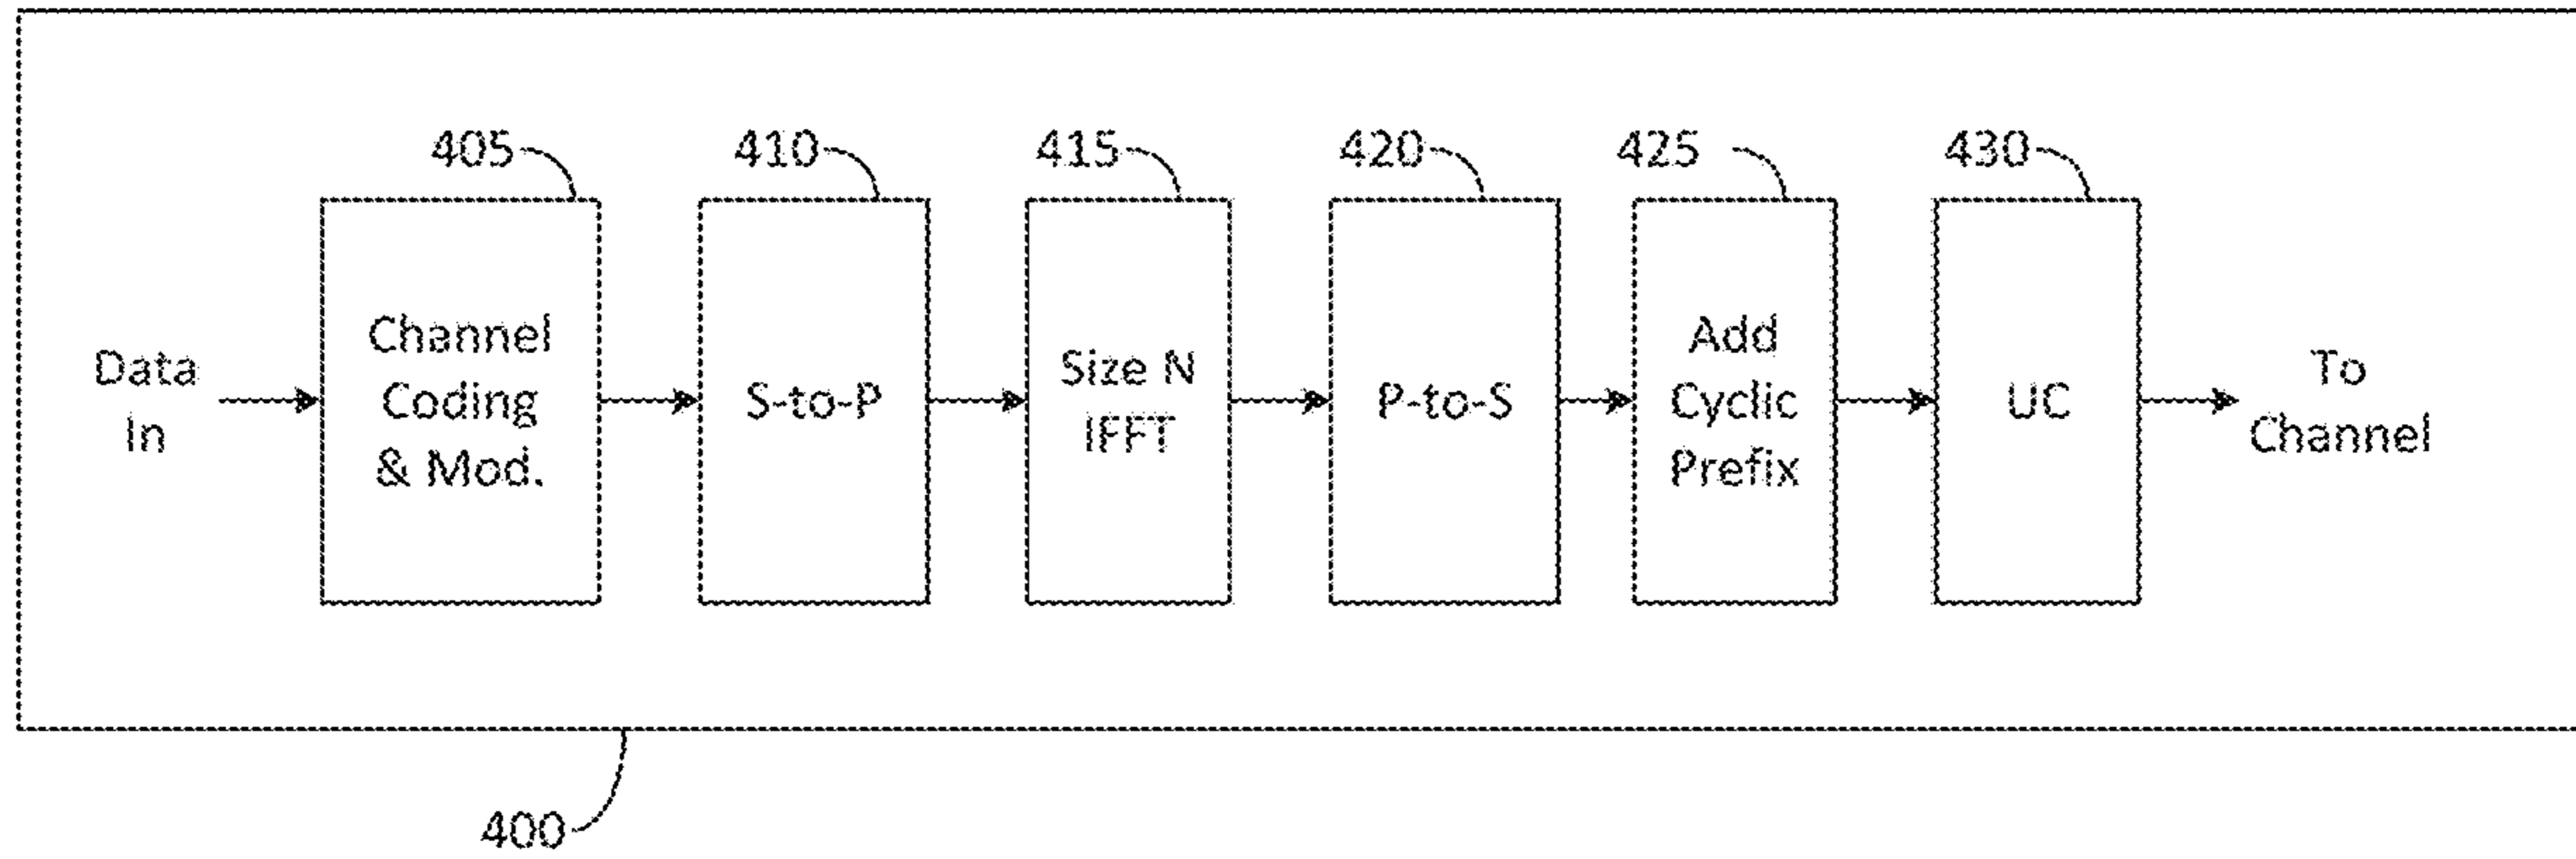 405
410
415
420
425
430
Data
In
Channel
Coding
& Mod.
S-to-P
Size N
IFFT
P-to-S
Add
Cyclic
Prefix
UC
To
Channel
400